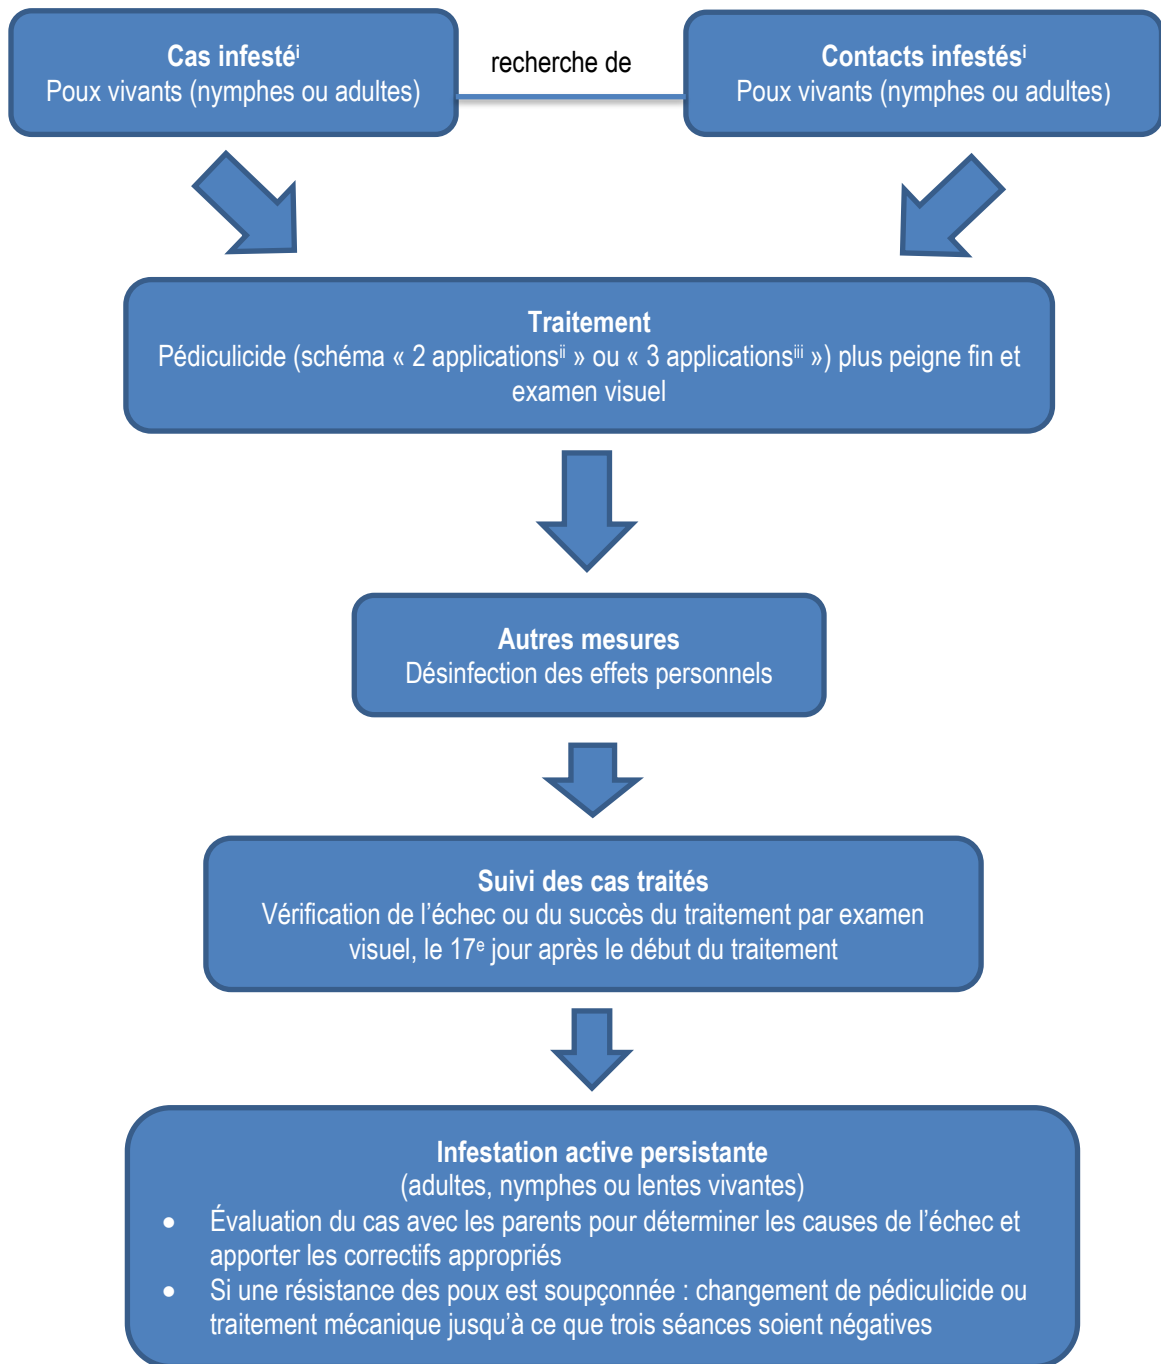 Cas infestéⁱ
Poux vivants (nymphes ou adultes)
recherche de
Contacts infestésⁱ
Poux vivants (nymphes ou adultes)
Traitement
Pédiculicide (schéma « 2 applicationsⁱⁱ » ou « 3 applicationsⁱⁱⁱ ») plus peigne fin et
examen visuel
Autres mesures
Désinfection des effets personnels
Suivi des cas traités
Vérification de l’échec ou du succès du traitement par examen
visuel, le 17ᵉ jour après le début du traitement
Infestation active persistante
(adultes, nymphes ou lentes vivantes)
• Évaluation du cas avec les parents pour déterminer les causes de l’échec et
apporter les correctifs appropriés
• Si une résistance des poux est soupçonnée : changement de pédiculicide ou
traitement mécanique jusqu’à ce que trois séances soient négatives